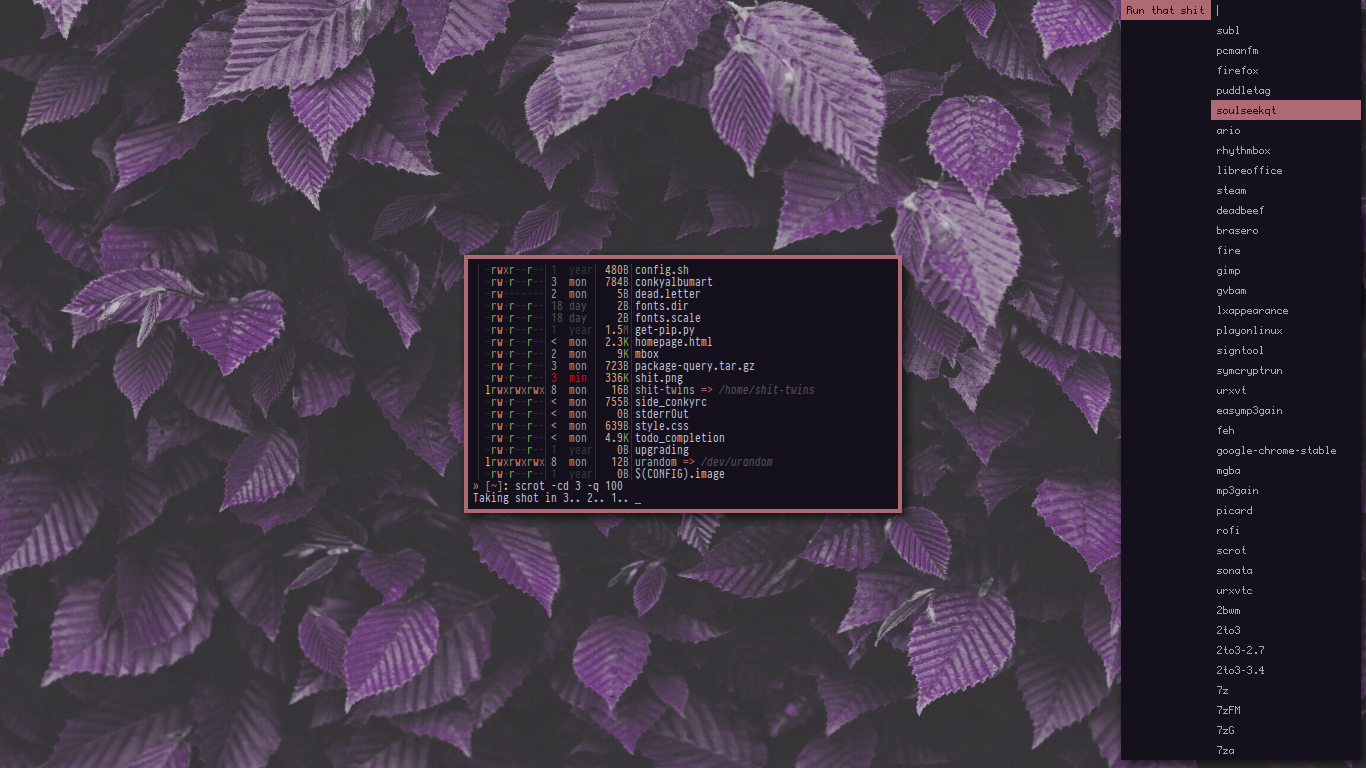 -rwxr--r-- 1 year 480B config.sh
-rw-r--r-- 3 mon 784B conkyalbumart
-rw------- 2 mon 5B dead.letter
-rw-r--r-- 18 day 2B fonts.dir
-rw-r--r-- 18 day 2B fonts.scale
-rw-r--r-- 1 year 1.5M get-pip.py
-rw-r--r-- < mon 2.3K homepage.html
-rw-r--r-- 2 mon 9K mbox
-rw-r--r-- 3 mon 723B package-query.tar.gz
-rw-r--r-- 3 min 336K shit.png
lrwxrwxrwx 8 mon 16B shit-twins => /home/shit-twins
-rw-r--r-- < mon 755B side_conkyrc
-rw-r--r-- < mon 0B stderrOut
-rw-r--r-- < mon 639B style.css
-rw-r--r-- < mon 4.9K todo_completion
-rw-r--r-- 1 year 0B upgrading
lrwxrwxrwx 8 mon 12B urandom => /dev/urandom
-rw-r--r-- 1 year 0B $(CONFIG).image
» [~]: scrot -cd 3 -q 100
Taking shot in 3.. 2.. 1.. _
Run that shit
subl
pcmanfm
firefox
puddletag
soulseekqt
ario
rhythmbox
libreoffice
steam
deadbeef
brasero
fire
gimp
gvbam
lxappearance
playonlinux
signtool
symcryptrun
urxvt
easymp3gain
feh
google-chrome-stable
mgba
mp3gain
picard
rofi
scrot
sonata
urxvtc
2bwm
2to3
2to3-2.7
2to3-3.4
7z
7zFM
7zG
7za